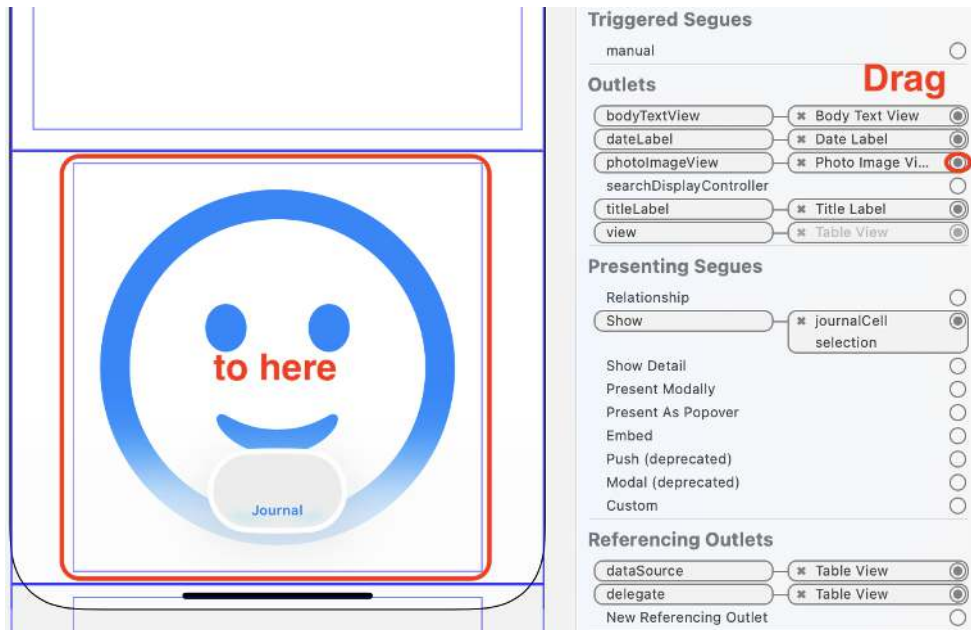 Triggered Segues
manual
Drag
Outlets
bodyTextView × Body Text View
dateLabel × Date Label
photoImageView × Photo Image Vi...
searchDisplayController
titleLabel × Title Label
view × Table View
Presenting Segues
Relationship
Show × journalCell
selection
Show Detail
Present Modally
Present As Popover
Embed
Push (deprecated)
Modal (deprecated)
Custom
Referencing Outlets
dataSource × Table View
delegate × Table View
New Referencing Outlet
to here
Journal